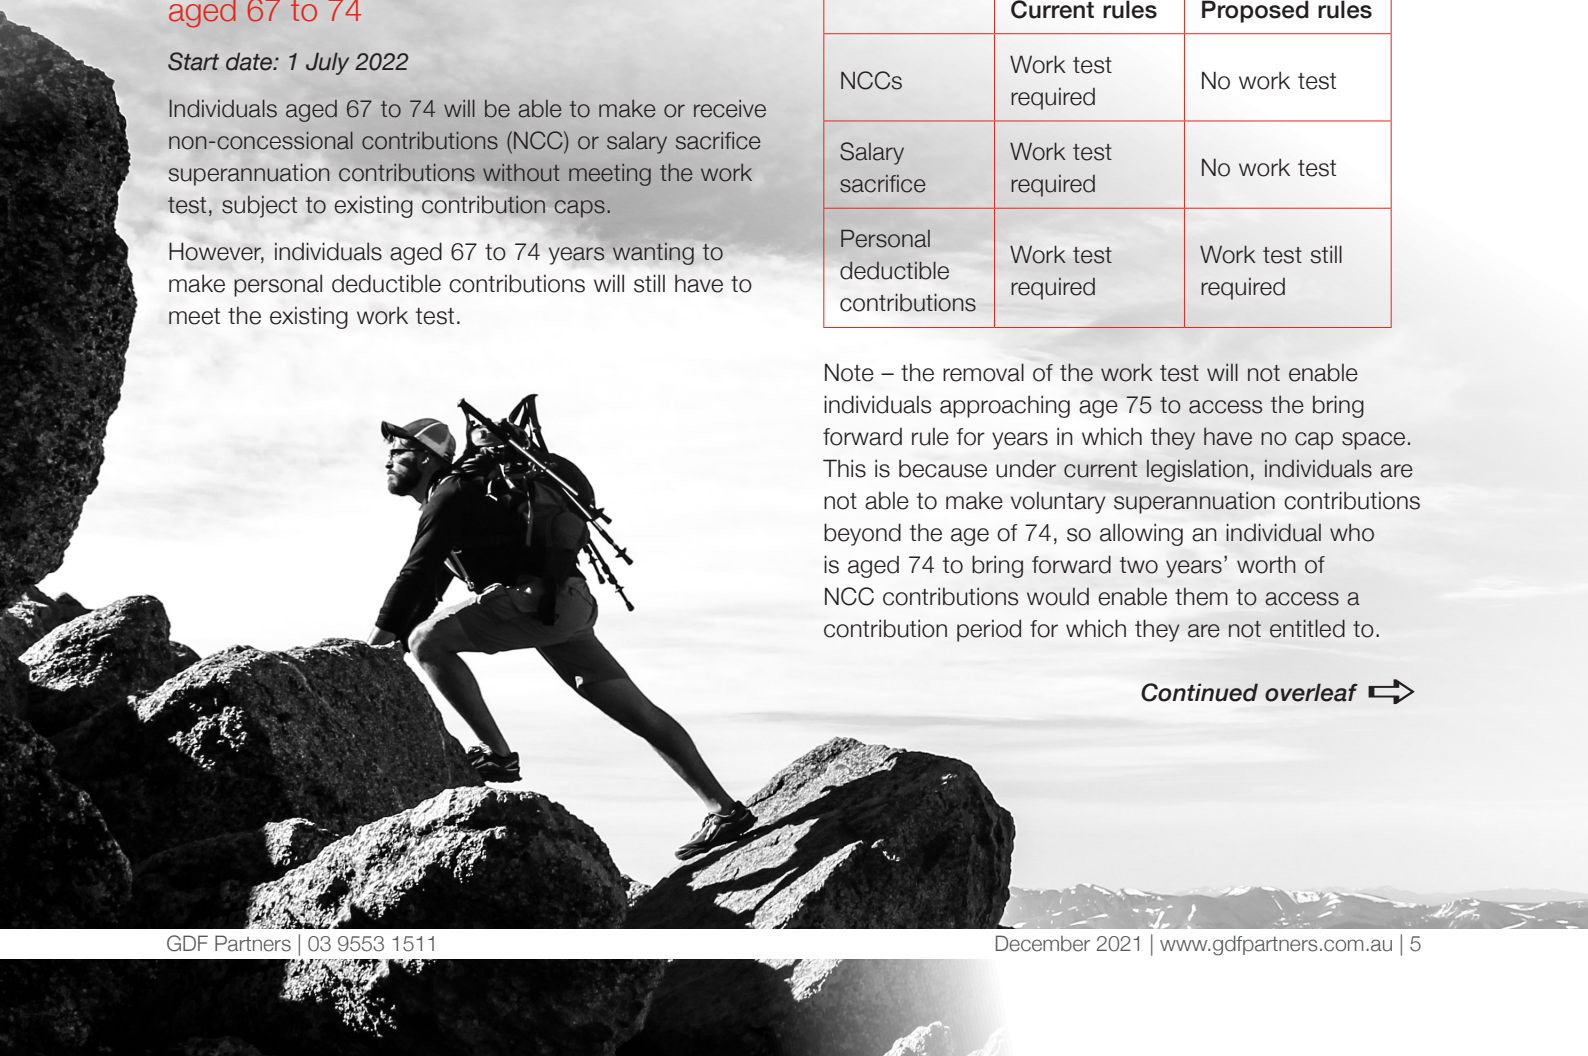 aged 67 to 74
Start date: 1 July 2022
Individuals aged 67 to 74 will be able to make or receive
non-concessional contributions (NCC) or salary sacrifice
superannuation contributions without meeting the work
test, subject to existing contribution caps.
However, individuals aged 67 to 74 years wanting to
make personal deductible contributions will still have to
meet the existing work test.
Current rules
Proposed rules
NCCs
Work test
required
No work test
Salary
sacrifice
Work test
required
No work test
Personal
deductible
contributions
Work test
required
Work test still
required
Note – the removal of the work test will not enable
individuals approaching age 75 to access the bring
forward rule for years in which they have no cap space.
This is because under current legislation, individuals are
not able to make voluntary superannuation contributions
beyond the age of 74, so allowing an individual who
is aged 74 to bring forward two years’ worth of
NCC contributions would enable them to access a
contribution period for which they are not entitled to.
Continued overleaf
GDF Partners | 03 9553 1511
December 2021 | www.gdfpartners.com.au | 5